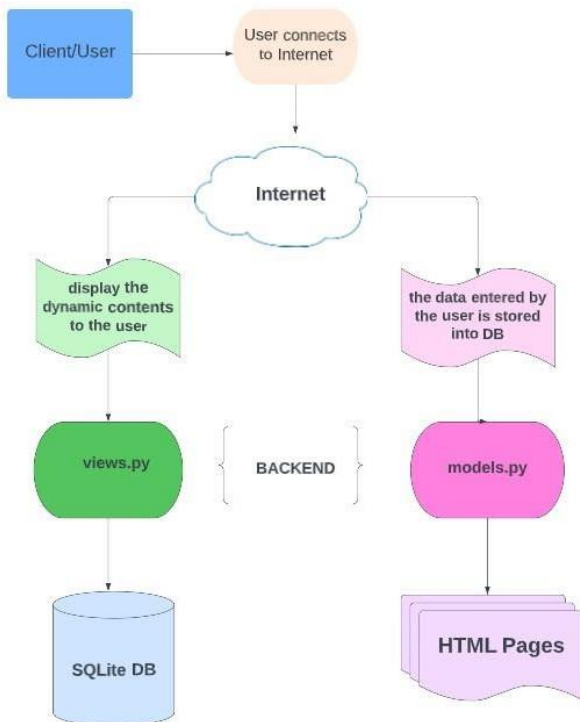 Client/User
User connects
to Internet
Internet
display the
dynamic contents
to the user
the data entered by
the user is stored
into DB
views.py
BACKEND
models.py
SQLite DB
HTML Pages